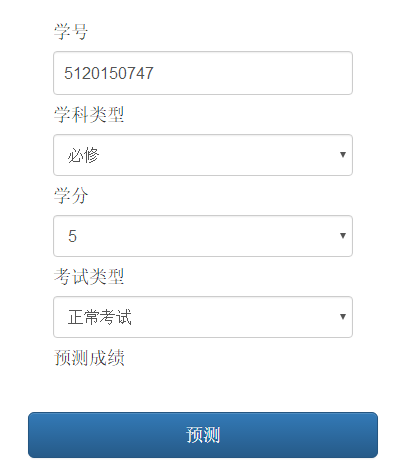 学号
5120150747
学科类型
必修
学分
5
考试类型
正常考试
预测成绩
预测